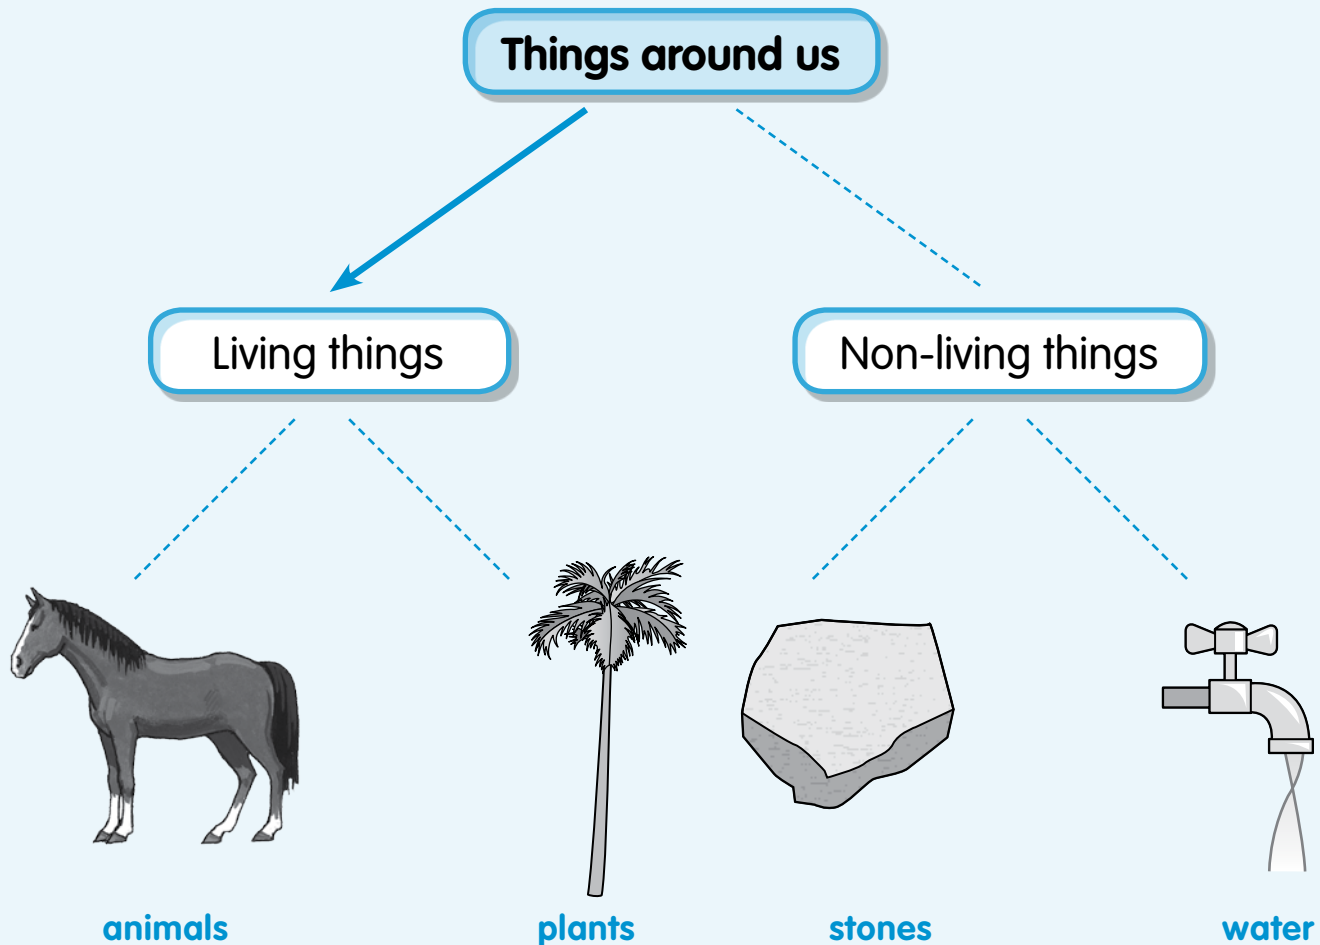 Things around us
Living things
Non-living things
animals
plants
stones
water